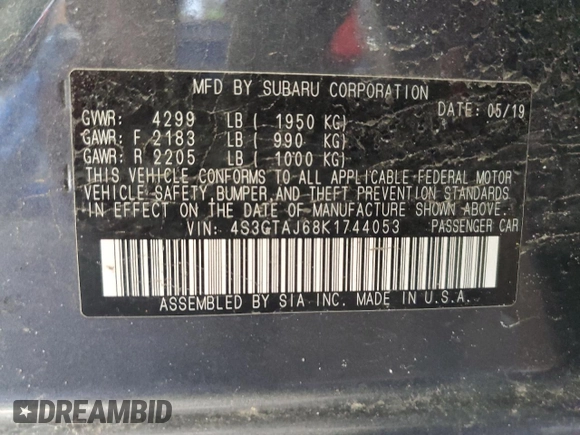 MFD BY SUBARU CORPORATION
DATE: 05/19
GVWR: 4299 LB ( 1950 KG)
GAWR: F 2183 LB ( 990 KG)
GAWR: R 2205 LB ( 1000 KG)
THIS VEHICLE CONFORMS TO ALL APPLICABLE FEDERAL MOTOR
VEHICLE SAFETY, BUMPER, AND THEFT PREVENTION STANDARDS
IN EFFECT ON THE DATE OF MANUFACTURE SHOWN ABOVE.
VIN: 4S3GTAJ68K1744053 PASSENGER CAR
ASSEMBLED BY SIA INC. MADE IN U.S.A.
DREAMBID